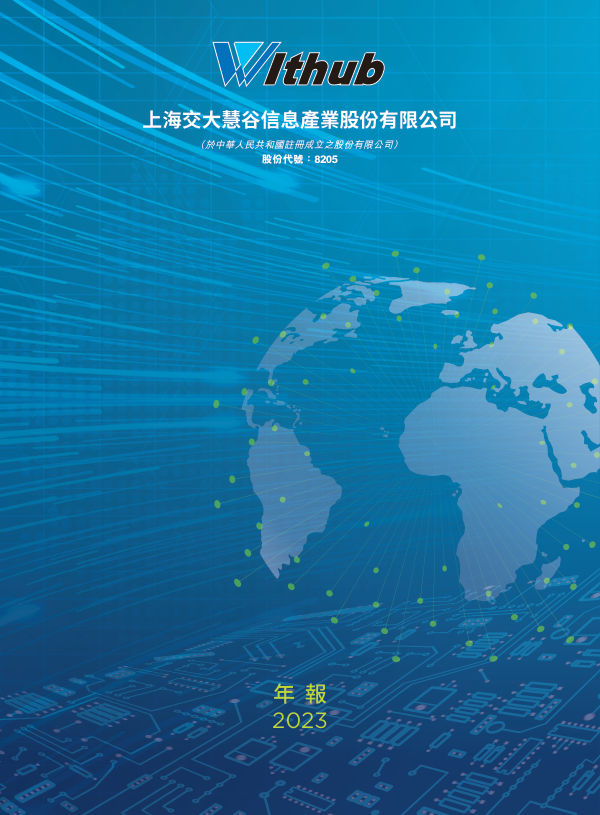 WIthub
上海交大慧谷信息產業股份有限公司
（於中華人民共和國註冊成立之股份有限公司）
股份代號：8205
年報
2023